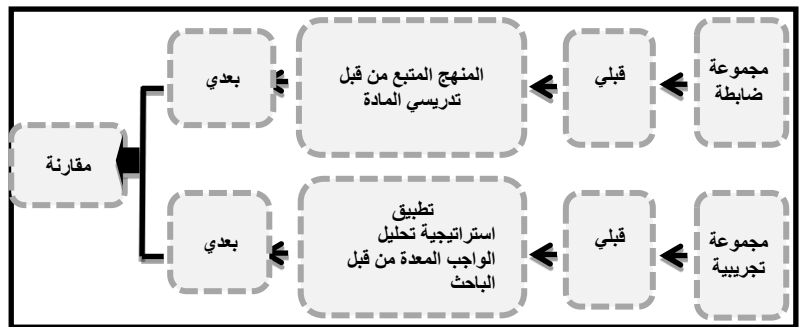 مجموعة
ضابطة
قبلي
المنهج المتبع من قبل
تدريسي المادة
بعدي
مقارنة
مجموعة
تجريبية
قبلي
تطبيق
استراتيجية تحليل
الواجب المعدة من قبل
الباحث
بعدي